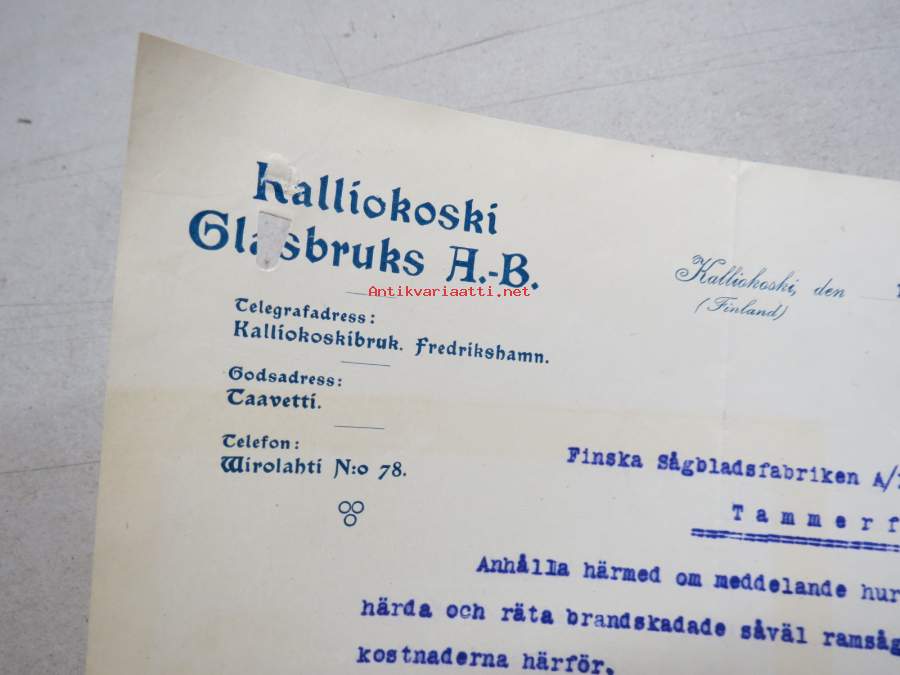 Kalliokoski
Glasbruks A.-B.
Antikvariaatti.net
Telegrafadress:
Kalliokoskibruk. Fredrikshamn.
Godsadress:
Taavetti.
Telefon:
Wirolahti N:o 78.
Kalliokoski, den
(Finland)
Finska Sågbladsfabriken A/
Tammerf
Anhålla härmed om meddelande hur
härda och räta brandskadade såväl ramsåg
kostnaderna härför.